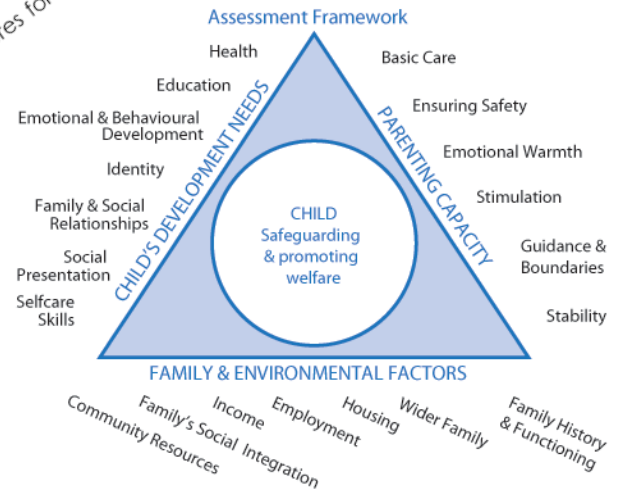 res for
Assessment Framework
Health
Education
Emotional & Behavioural
Development
Identity
Family & Social
Relationships
Social
Presentation
Selfcare
Skills
CHILD'S DEVELOPMENT NEEDS
CHILD
Safeguarding
& promoting
welfare
PARENTING CAPACITY
Basic Care
Ensuring Safety
Emotional Warmth
Stimulation
Guidance &
Boundaries
Stability
FAMILY & ENVIRONMENTAL FACTORS
Community Resources
Family's Social Integration
Income
Employment
Housing
Wider Family
Family History
& Functioning